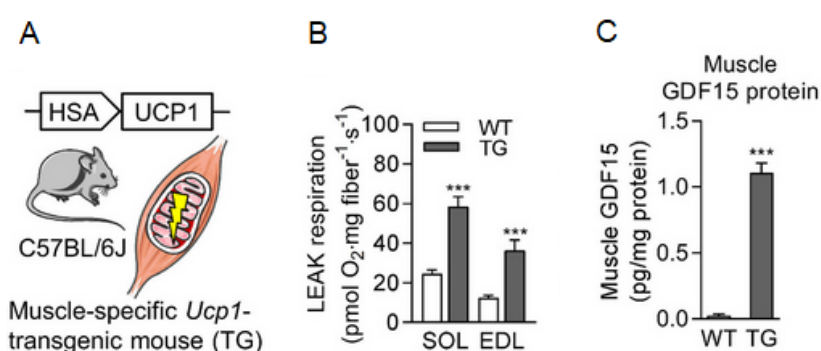 A
HSA UCP1
C57BL/6J
Muscle-specific Ucp1-
transgenic mouse (TG)
B
LEAK respiration
(pmol O₂·mg fiber⁻¹·s⁻¹)
100
80
60
40
20
0
WT
TG
***
***
SOL EDL
C
Muscle
GDF15 protein
Muscle GDF15
(pg/mg protein)
1.5
1.0
0.5
0.0
***
WT TG